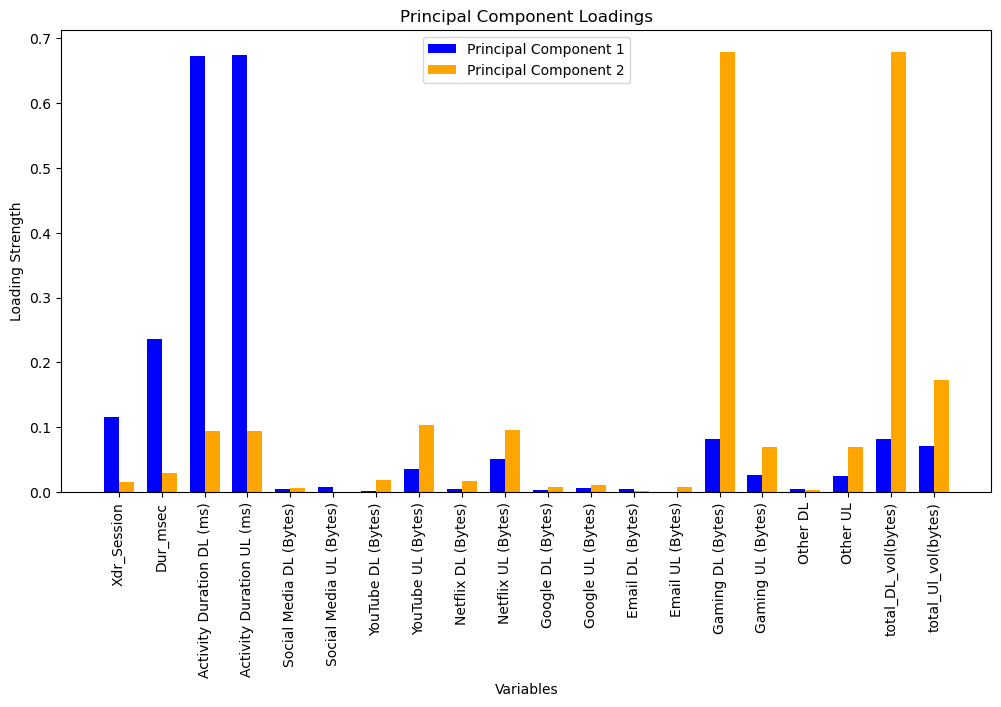 Principal Component Loadings
Principal Component 1
Principal Component 2
Loading Strength
0.7
0.6
0.5
0.4
0.3
0.2
0.1
0.0
Xdr_Session
Dur_msec
Activity Duration DL (ms)
Activity Duration UL (ms)
Social Media DL (Bytes)
Social Media UL (Bytes)
YouTube DL (Bytes)
YouTube UL (Bytes)
Netflix DL (Bytes)
Netflix UL (Bytes)
Google DL (Bytes)
Google UL (Bytes)
Email DL (Bytes)
Email UL (Bytes)
Gaming DL (Bytes)
Gaming UL (Bytes)
Other DL
Other UL
total_DL_vol(bytes)
total_Ul_vol(bytes)
Variables